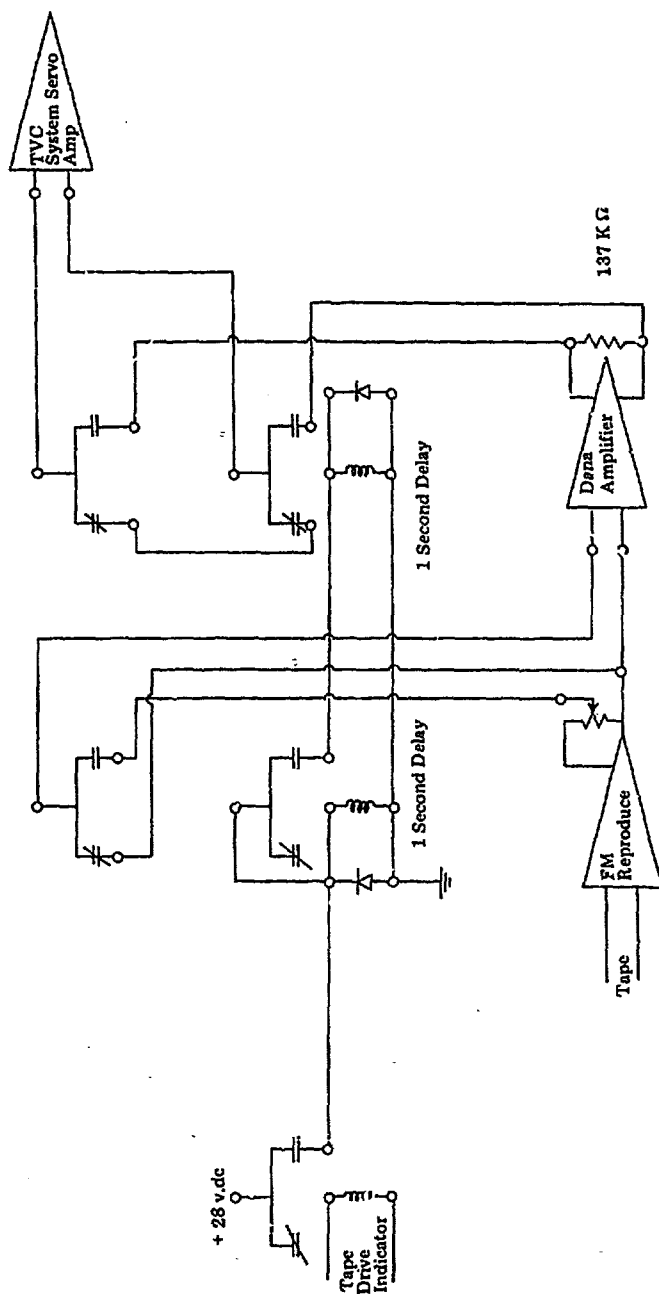 TVC
System Servo
Amp
137 K Ω
Dana
Amplifier
1 Second Delay
1 Second Delay
FM
Reproduce
Tape
+ 28 v.dc
Tape
Drive
Indicator